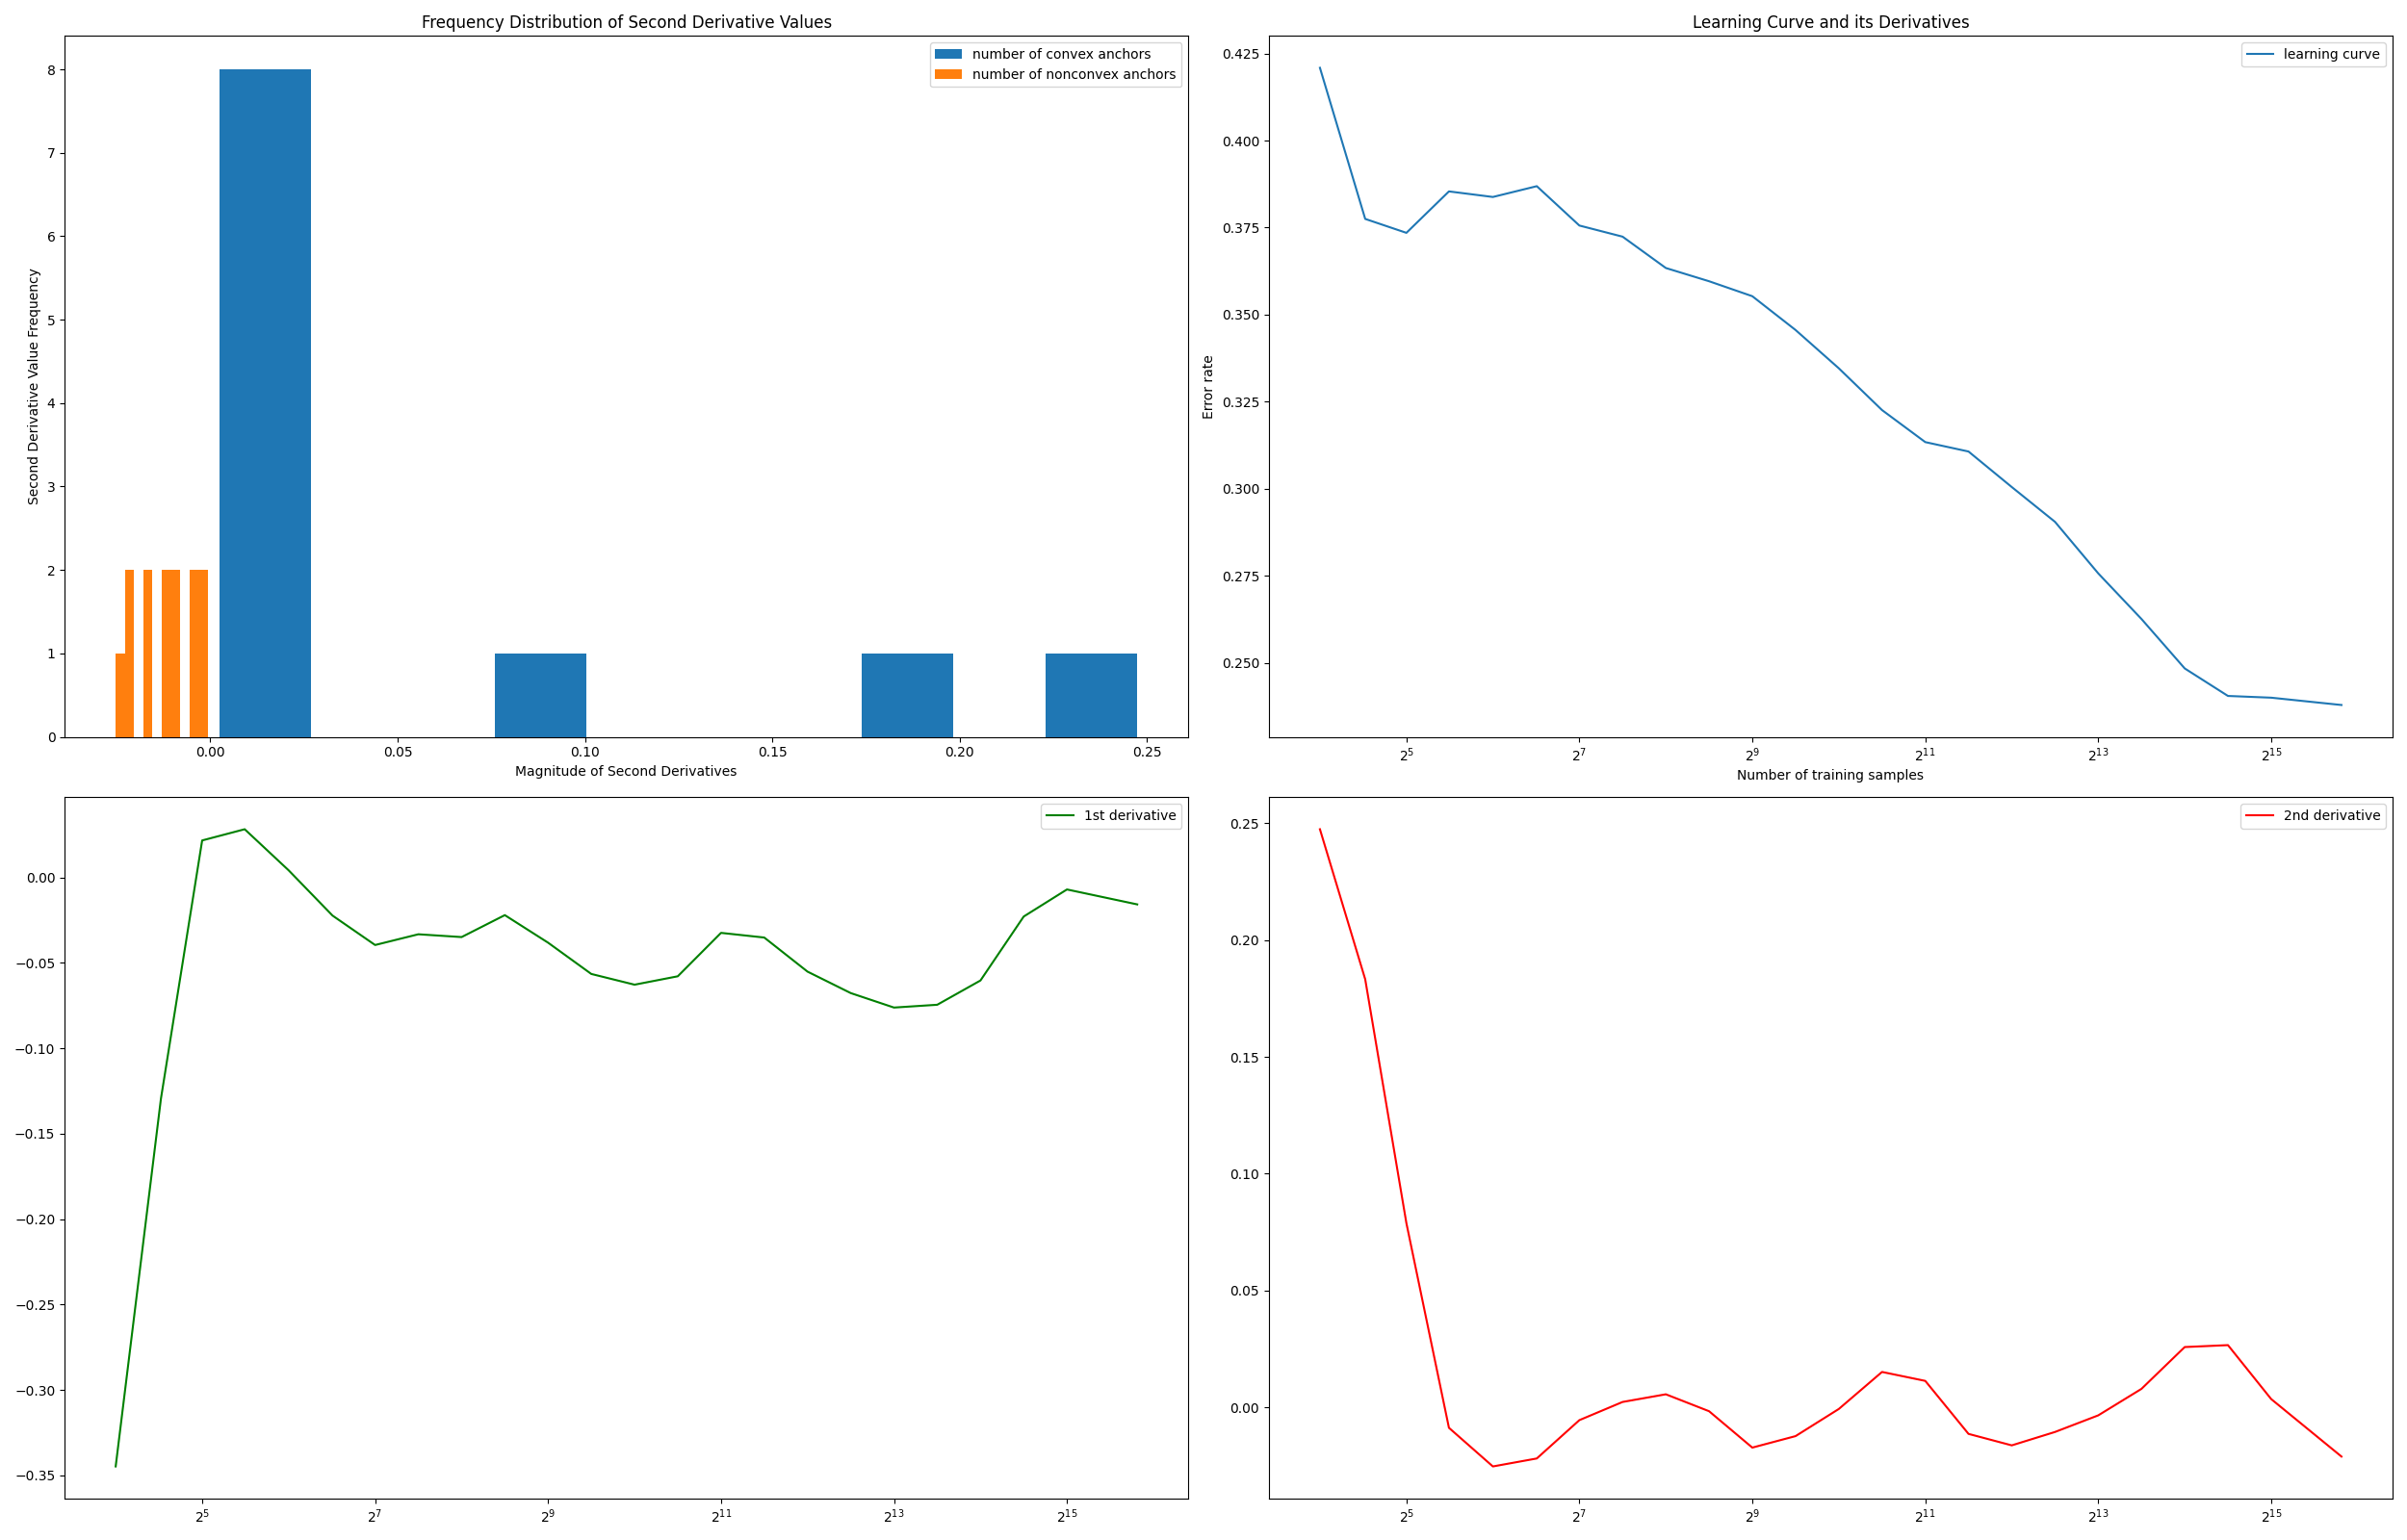 Frequency Distribution of Second Derivative Values
number of convex anchors
number of nonconvex anchors
Second Derivative Value Frequency
8
7
6
5
4
3
2
1
0
0.00 0.05 0.10 0.15 0.20 0.25
Magnitude of Second Derivatives
Learning Curve and its Derivatives
learning curve
Error rate
0.425
0.400
0.375
0.350
0.325
0.300
0.275
0.250
2^5 2^7 2^9 2^11 2^13 2^15
Number of training samples
1st derivative
0.00
−0.05
−0.10
−0.15
−0.20
−0.25
−0.30
−0.35
2^5 2^7 2^9 2^11 2^13 2^15
2nd derivative
0.25
0.20
0.15
0.10
0.05
0.00
2^5 2^7 2^9 2^11 2^13 2^15